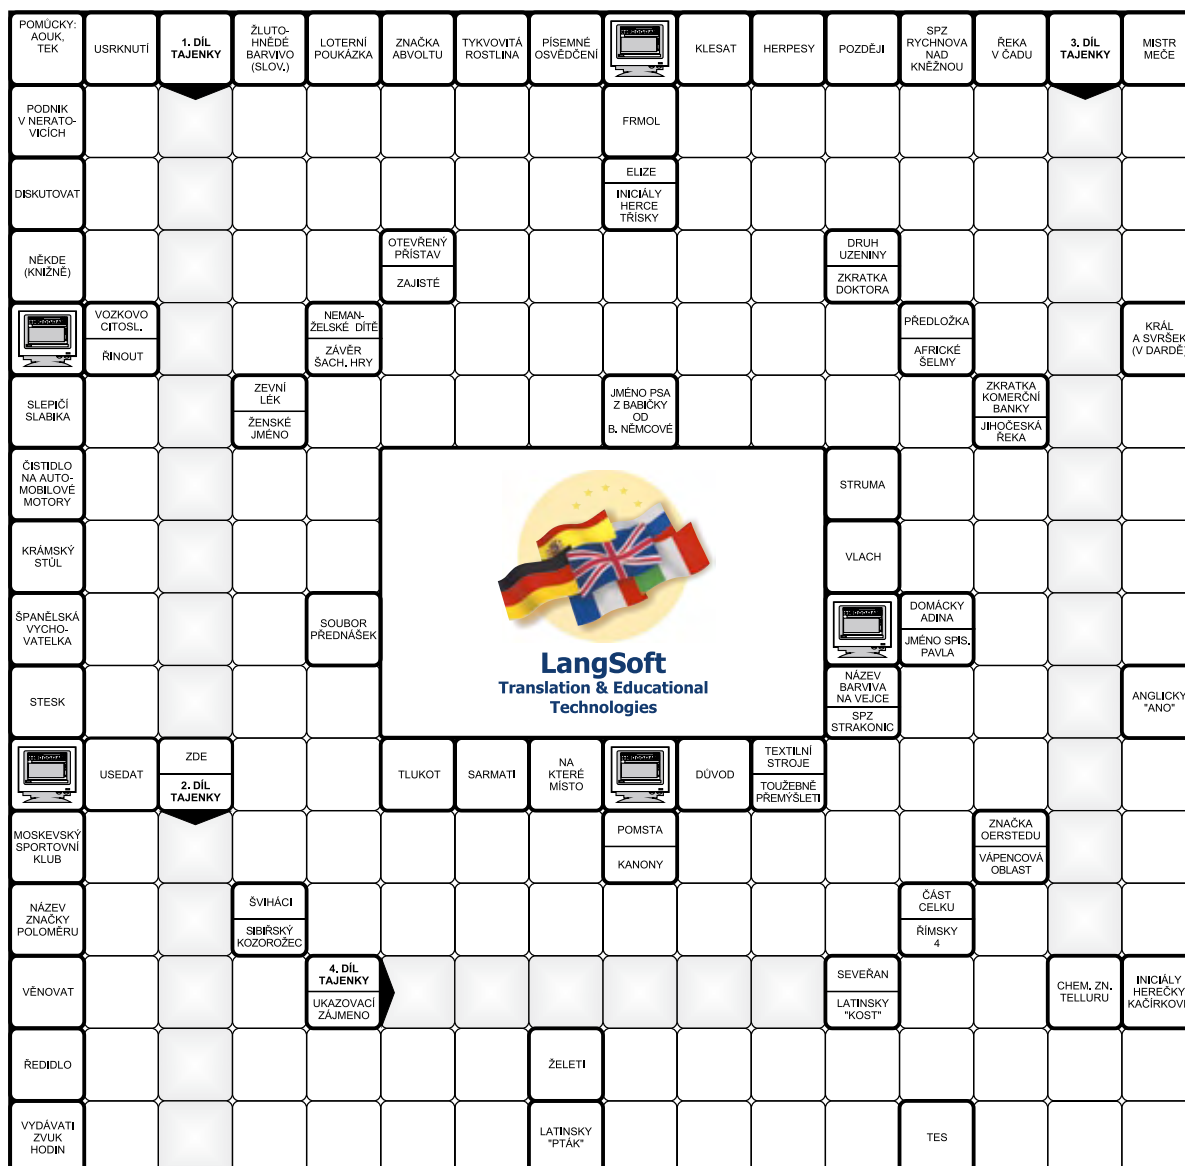 POMŮCKY:
AOUK,
TEK
USRKNUTÍ
1. DÍL
TAJENKY
ŽLUTO-
HNĚDÉ
BARVIVO
(SLOV.)
LOTERNÍ
POUKÁZKA
ZNAČKA
ABVOLTU
TYKVOVITÁ
ROSTLINA
PÍSEMNÉ
OSVĚDČENÍ
KLESAT
HERPESY
POZDĚJI
SPZ
RYCHNOVA
NAD
KNĚŽNOU
ŘEKA
V ČADU
3. DÍL
TAJENKY
MISTR
MEČE
PODNIK
V NERATO-
VICÍCH
FRMOL
DISKUTOVAT
ELIZE
INICIÁLY
HERCE
TŘÍSKY
NĚKDE
(KNIŽNĚ)
OTEVŘENÝ
PŘÍSTAV
ZAJISTÉ
DRUH
UZENINY
ZKRATKA
DOKTORA
VOZKOVO
CITOSL.
ŘINOUT
NEMAN-
ŽELSKÉ DÍTĚ
ZÁVĚR
ŠACH. HRY
PŘEDLOŽKA
AFRICKÉ
ŠELMY
KRÁL
A SVRŠEK
(V DARDĚ)
SLEPIČÍ
SLABIKA
ZEVNÍ
LÉK
ŽENSKÉ
JMÉNO
JMÉNO PSA
Z BABIČKY
OD
B. NĚMCOVÉ
ZKRATKA
KOMERČNÍ
BANKY
JIHOČESKÁ
ŘEKA
ČISTIDLO
NA AUTO-
MOBILOVÉ
MOTORY
STRUMA
KRÁMSKÝ
STŮL
VLACH
ŠPANĚLSKÁ
VYCHO-
VATELKA
SOUBOR
PŘEDNÁŠEK
DOMÁCKY
ADINA
JMÉNO SPIS.
PAVLA
LangSoft
Translation & Educational
Technologies
STESK
NÁZEV
BARVIVA
NA VEJCE
SPZ
STRAKONIC
ANGLICKY
"ANO"
USEDAT
ZDE
2. DÍL
TAJENKY
TLUKOT
SARMATI
NA
KTERÉ
MÍSTO
DŮVOD
TEXTILNÍ
STROJE
TOUŽEBNĚ
PŘEMÝŠLETI
MOSKEVSKÝ
SPORTOVNÍ
KLUB
POMSTA
KANONY
ZNAČKA
OERSTEDU
VÁPENCOVÁ
OBLAST
NÁZEV
ZNAČKY
POLOMĚRU
ŠVIHÁCI
SIBIŘSKÝ
KOZOROŽEC
ČÁST
CELKU
ŘÍMSKY
4
VĚNOVAT
4. DÍL
TAJENKY
UKAZOVACÍ
ZÁJMENO
SEVEŘAN
LATINSKY
"KOST"
CHEM. ZN.
TELLURU
INICIÁLY
HEREČKY
ŘEDIDLO
ŽELETI
VYDÁVATI
ZVUK
HODIN
LATINSKY
"PTÁK"
TES